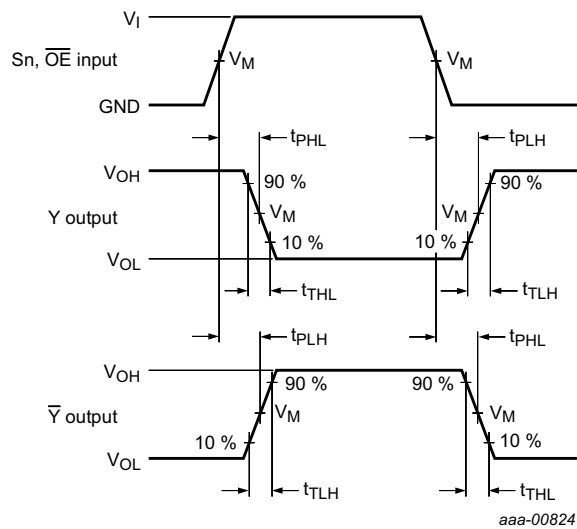 V_I
Sn, O̅E̅ input
V_M
V_M
GND
t_PHL
t_PLH
V_OH
90 %
90 %
Y output
V_M
V_M
10 %
10 %
V_OL
t_THL
t_TLH
t_PLH
t_PHL
V_OH
90 %
90 %
Y̅ output
V_M
V_M
10 %
10 %
V_OL
t_TLH
t_THL
aaa-00824